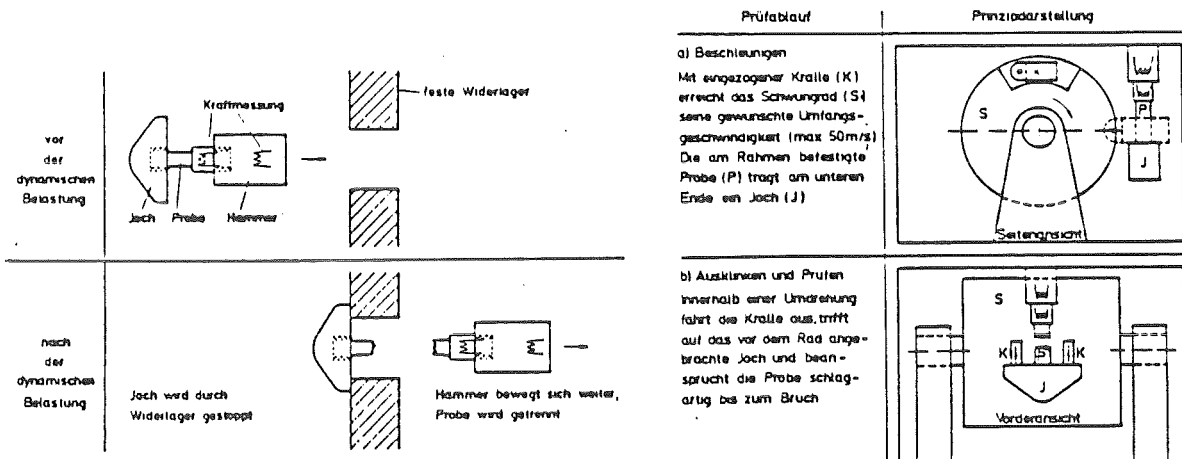 vor
der
dynamischen
Belastung
Kraftmessung
feste Widerlager
Joch
Probe
Hammer
nach
der
dynamischen
Belastung
Joch wird durch
Widerlager gestoppt
Hammer bewegt sich weiter,
Probe wird getrennt
Prüfablauf
Prinzipdarstellung
a) Beschleunigen
Mit eingezogener Kralle (K)
erreicht das Schwungrad (S)
seine gewunschte Umfangs-
geschwindigkeit (max 50m/s)
Die am Rahmen befestigte
Probe (P) tragt am unteren
Ende ein Joch (J)
K
S
P
J
Seitenansicht
b) Ausklinken und Prufen
Innerhalb einer Umdrehung
fahrt die Kralle aus, trifft
auf das vor dem Rad ange-
brachte Joch und bean-
sprucht die Probe schlag-
artig bis zum Bruch
S
K
S
K
J
Vorderansicht